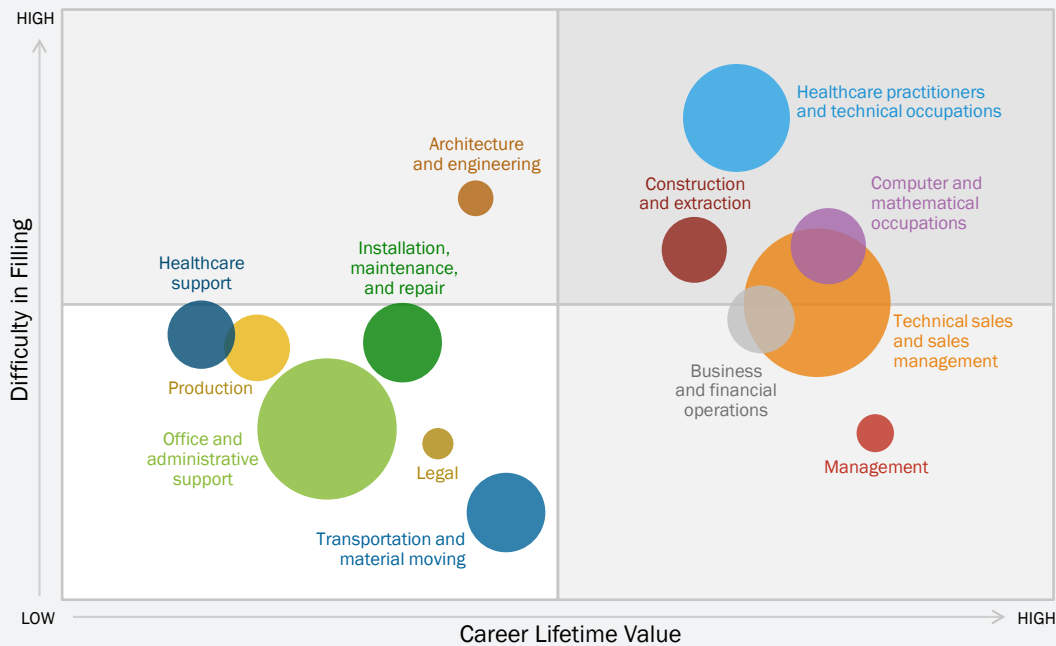 HIGH
Difficulty in Filling
LOW
Healthcare practitioners
and technical occupations
Architecture
and engineering
Construction
and extraction
Computer and
mathematical
occupations
Healthcare
support
Installation,
maintenance,
and repair
Technical sales
and sales
management
Production
Business
and financial
operations
Office and
administrative
support
Legal
Management
Transportation and
material moving
Career Lifetime Value
HIGH